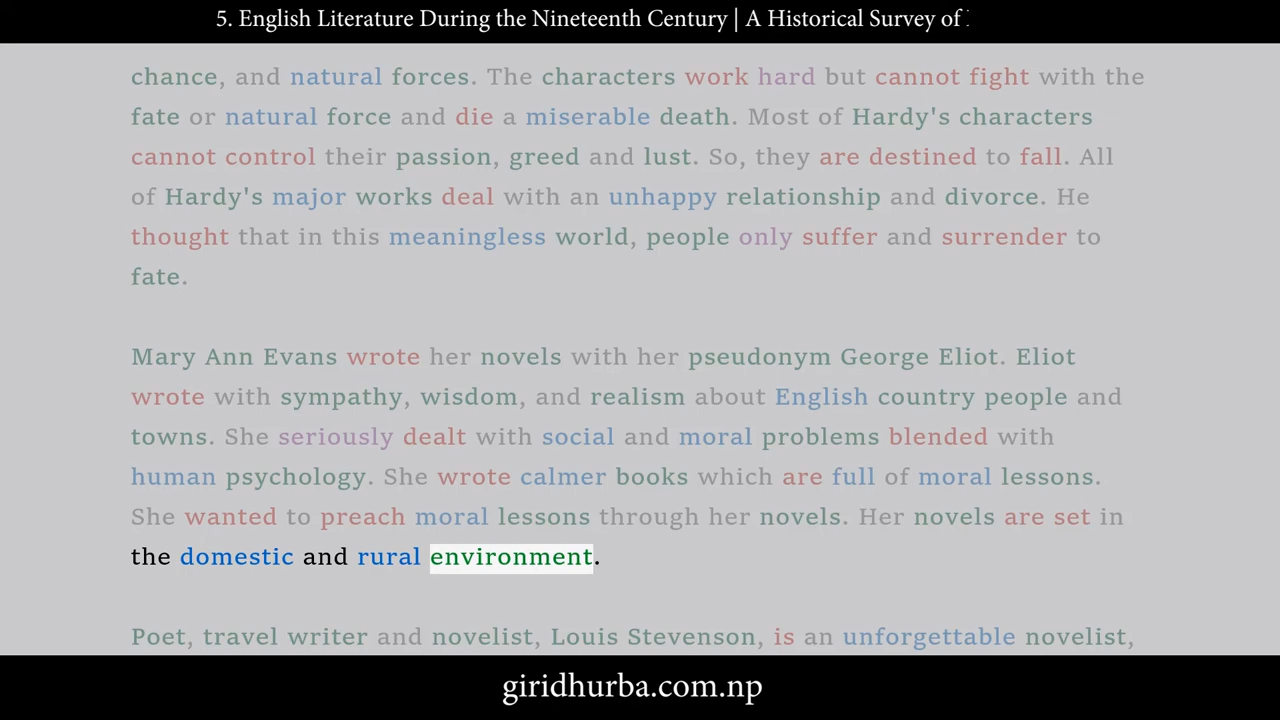 5. English Literature During the Nineteenth Century | A Historical Survey of
chance, and natural forces. The characters work hard but cannot fight with the
fate or natural force and die a miserable death. Most of Hardy's characters
cannot control their passion, greed and lust. So, they are destined to fall. All
of Hardy's major works deal with an unhappy relationship and divorce. He
thought that in this meaningless world, people only suffer and surrender to
fate.
Mary Ann Evans wrote her novels with her pseudonym George Eliot. Eliot
wrote with sympathy, wisdom, and realism about English country people and
towns. She seriously dealt with social and moral problems blended with
human psychology. She wrote calmer books which are full of moral lessons.
She wanted to preach moral lessons through her novels. Her novels are set in
the domestic and rural environment.
Poet, travel writer and novelist, Louis Stevenson, is an unforgettable novelist,
giridhurba.com.np